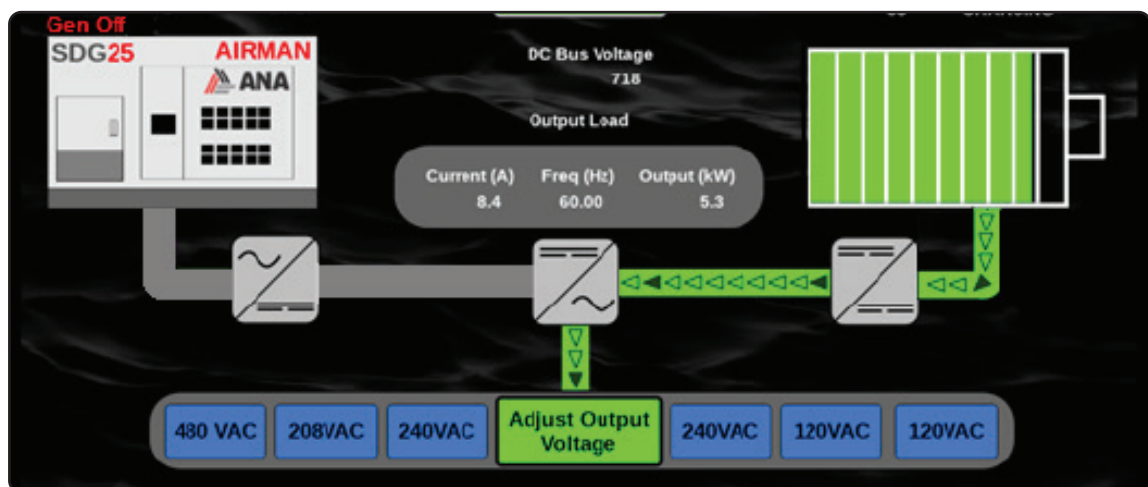 Gen Off
SDG25 AIRMAN
ANA
DC Bus Voltage
718
Output Load
Current (A) Freq (Hz) Output (kW)
8.4 60.00 5.3
480 VAC 208VAC 240VAC Adjust Output Voltage 240VAC 120VAC 120VAC